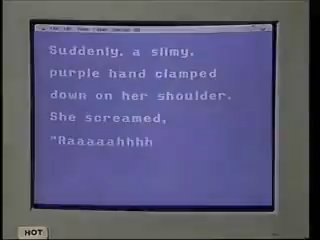 Suddenly, a slimy,
purple hand clamped
down on her shoulder.
She screamed,
"Raaaaahhhh
HOT